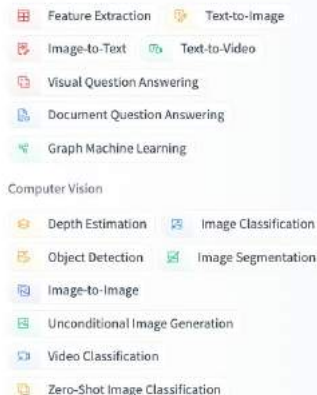 Feature Extraction Text-to-Image
Image-to-Text Text-to-Video
Visual Question Answering
Document Question Answering
Graph Machine Learning
Computer Vision
Depth Estimation Image Classification
Object Detection Image Segmentation
Image-to-Image
Unconditional Image Generation
Video Classification
Zero-Shot Image Classification